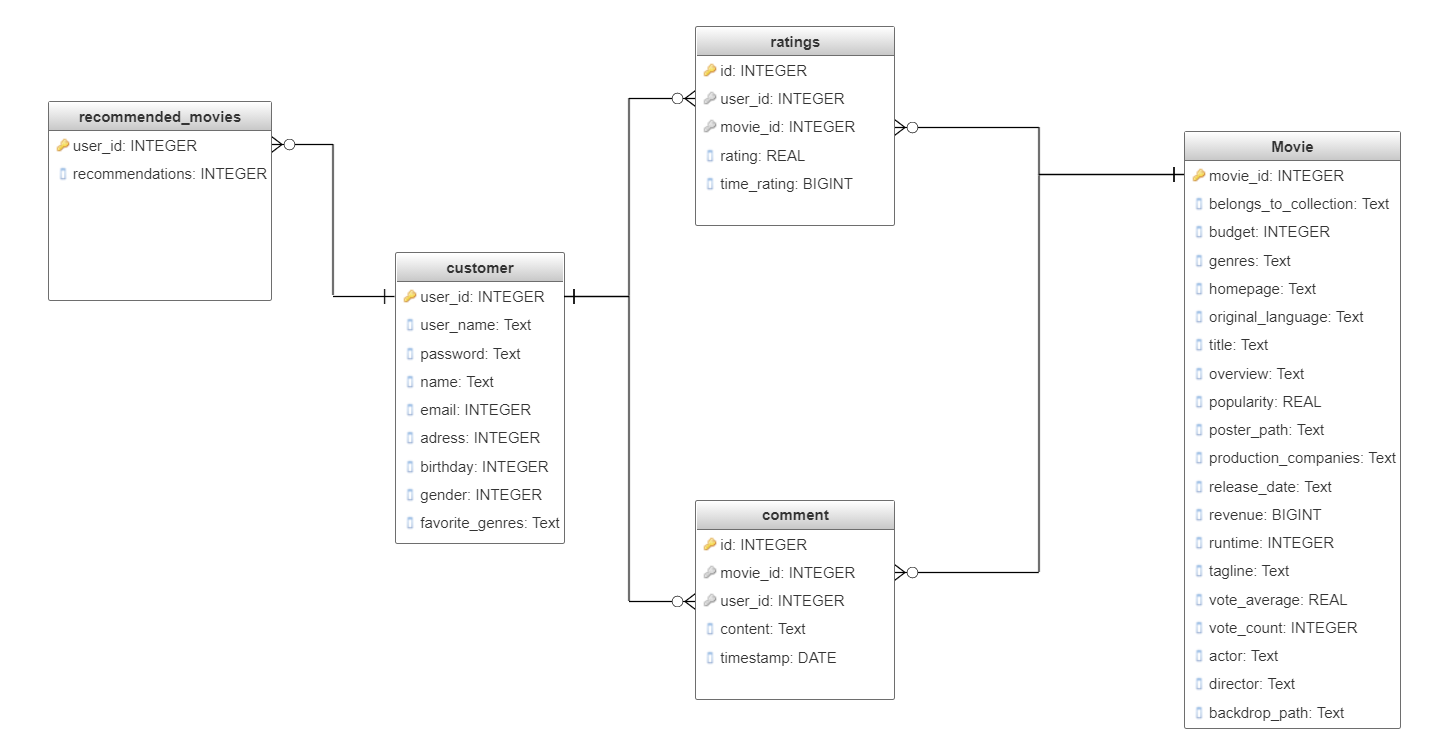 recommended_movies
user_id: INTEGER
recommendations: INTEGER
customer
user_id: INTEGER
user_name: Text
password: Text
name: Text
email: INTEGER
adress: INTEGER
birthday: INTEGER
gender: INTEGER
favorite_genres: Text
ratings
id: INTEGER
user_id: INTEGER
movie_id: INTEGER
rating: REAL
time_rating: BIGINT
comment
id: INTEGER
movie_id: INTEGER
user_id: INTEGER
content: Text
timestamp: DATE
Movie
movie_id: INTEGER
belongs_to_collection: Text
budget: INTEGER
genres: Text
homepage: Text
original_language: Text
title: Text
overview: Text
popularity: REAL
poster_path: Text
production_companies: Text
release_date: Text
revenue: BIGINT
runtime: INTEGER
tagline: Text
vote_average: REAL
vote_count: INTEGER
actor: Text
director: Text
backdrop_path: Text